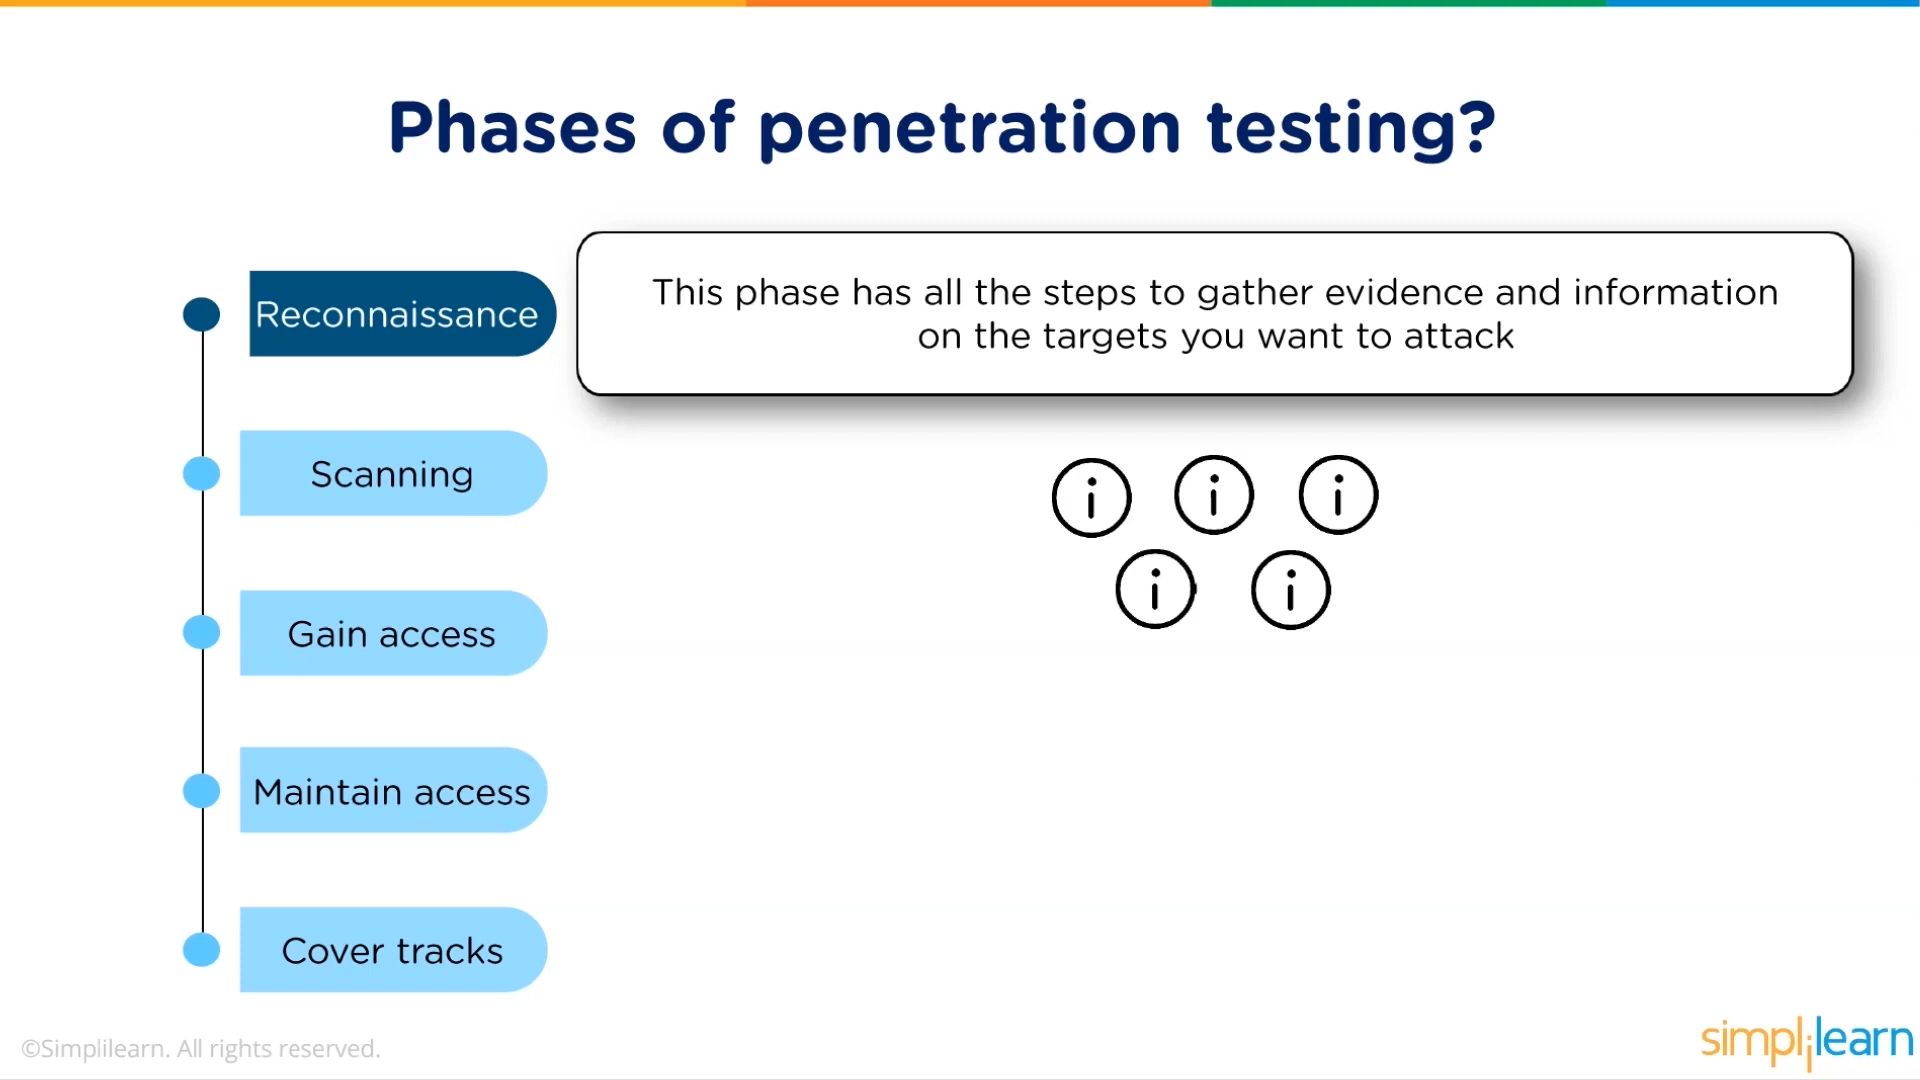 Phases of penetration testing?
Reconnaissance
This phase has all the steps to gather evidence and information
on the targets you want to attack
Scanning
i i i
i i
Gain access
Maintain access
Cover tracks
©Simplilearn. All rights reserved.
simplilearn